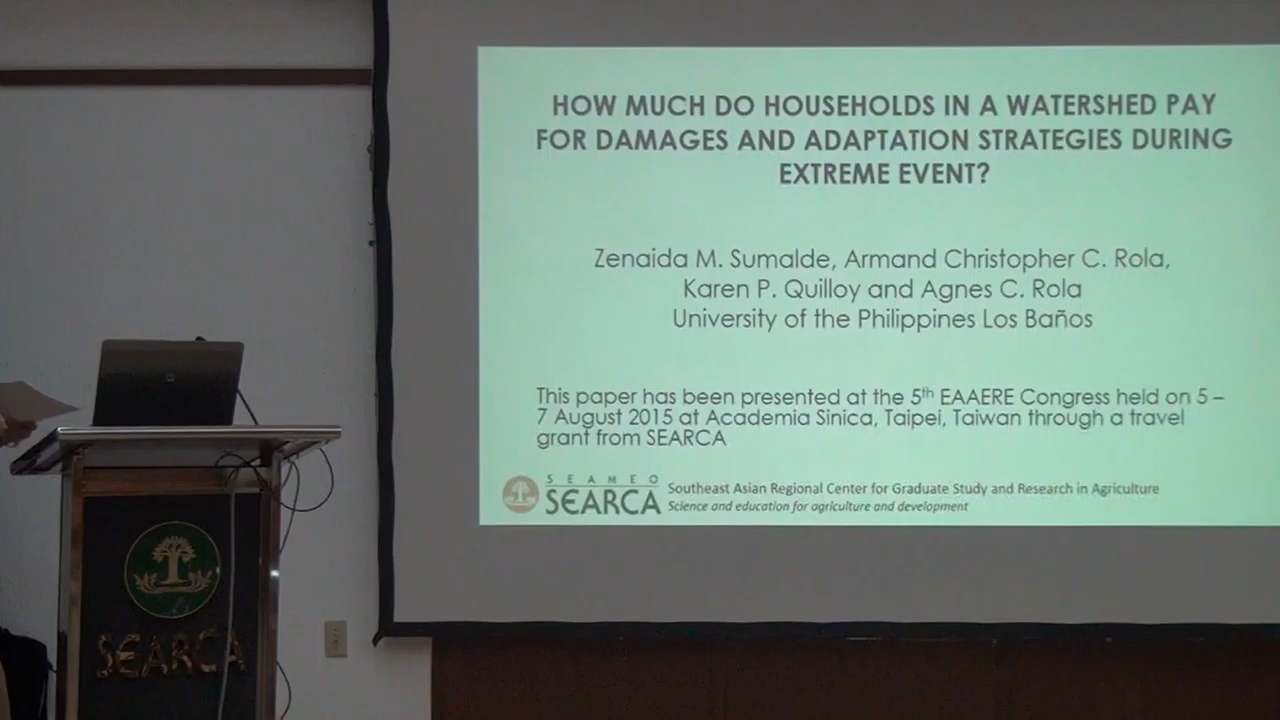 HOW MUCH DO HOUSEHOLDS IN A WATERSHED PAY
FOR DAMAGES AND ADAPTATION STRATEGIES DURING
EXTREME EVENT?
Zenaida M. Sumalde, Armand Christopher C. Rola,
Karen P. Quilloy and Agnes C. Rola
University of the Philippines Los Baños
This paper has been presented at the 5th EAAERE Congress held on 5 –
7 August 2015 at Academia Sinica, Taipei, Taiwan through a travel
grant from SEARCA
SEAMEO
SEARCA
Southeast Asian Regional Center for Graduate Study and Research in Agriculture
Science and education for agriculture and development
SEARCA